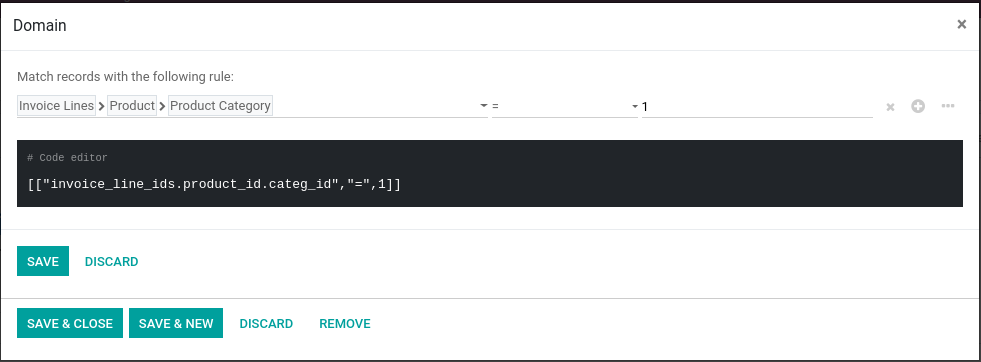 Domain ×
Match records with the following rule:
Invoice Lines > Product > Product Category = 1
# Code editor
[["invoice_line_ids.product_id.categ_id","=",1]]
SAVE DISCARD
SAVE & CLOSE SAVE & NEW DISCARD REMOVE